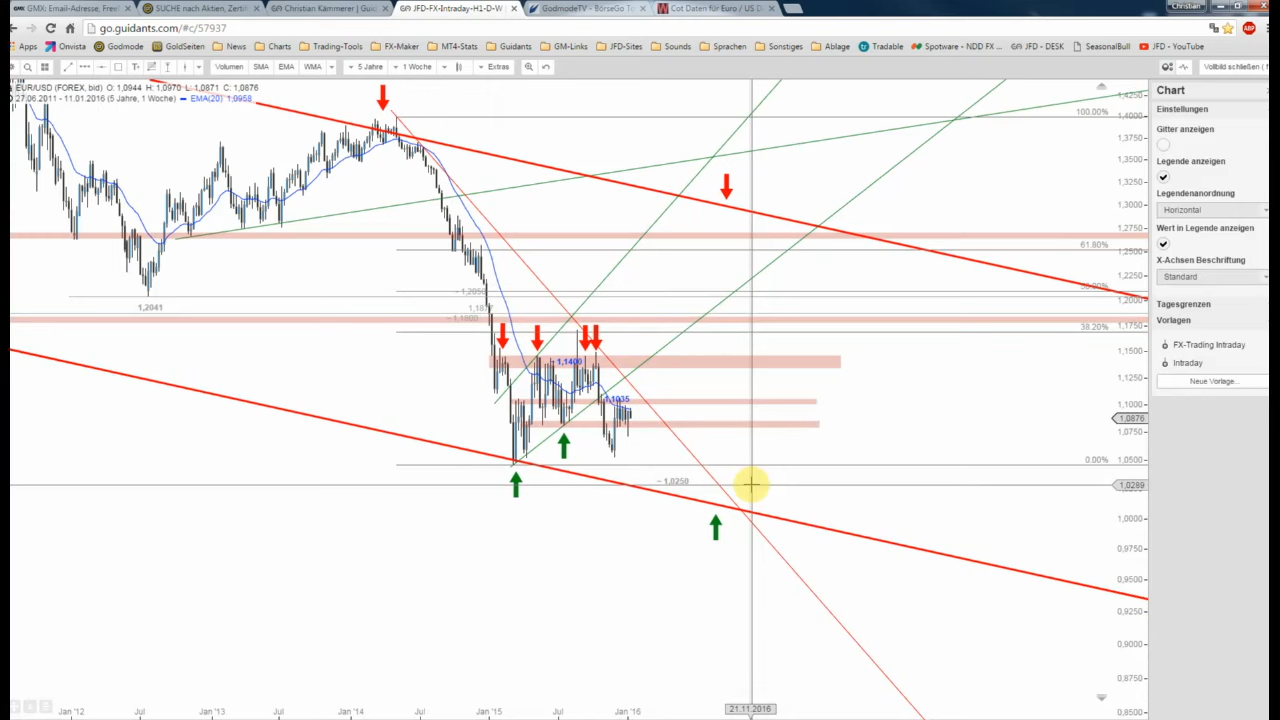 GMX: Email-Adresse, FreeM
SUCHE nach Aktien, Zertifi
Christian Kämmerer | Guid
JFD-FX-Intraday-H1-D-W
GodmodeTV - BörseGo T
Cot Daten für Euro / US D
Christian
go.guidants.com/#c/57937
Apps
Onvista
Godmode
GoldSeiten
News
Charts
Trading-Tools
FX-Maker
MT4-Stats
Guidants
GM-Links
JFD-Sites
Sounds
Sprachen
Sonstiges
Ablage
Tradable
Spotware - NDD FX ...
JFD - DESK
SeasonalBull
JFD - YouTube
Volumen
SMA
EMA
WMA
5 Jahre
1 Woche
Extras
Vollbild schließen (
EUR/USD (FOREX, bid) O: 1,0944 H: 1,0970 L: 1,0871 C: 1,0876
27.06.2011 - 11.01.2016 (5 Jahre, 1 Woche) EMA(20) 1,0958
Chart
Einstellungen
Gitter anzeigen
Legende anzeigen
Legendenanordnung
Horizontal
Wert in Legende anzeigen
X-Achsen Beschriftung
Standard
Tagesgrenzen
Vorlagen
FX-Trading Intraday
Intraday
Neue Vorlage...
100.00%
61.80%
38.20%
0.00%
1,2041
~ 1,2050
~ 1,1800
1,1400
1,1035
~ 1,0250
1,4250
1,4000
1,3750
1,3500
1,3250
1,3000
1,2750
1,2500
1,2250
1,2000
1,1750
1,1500
1,1250
1,1000
1,0876
1,0750
1,0500
1,0289
1,0000
0,9750
0,9500
0,9250
0,9000
0,8750
0,8500
Jan '12
Jul
Jan '13
Jul
Jan '14
Jul
Jan '15
Jul
Jan '16
21.11.2016